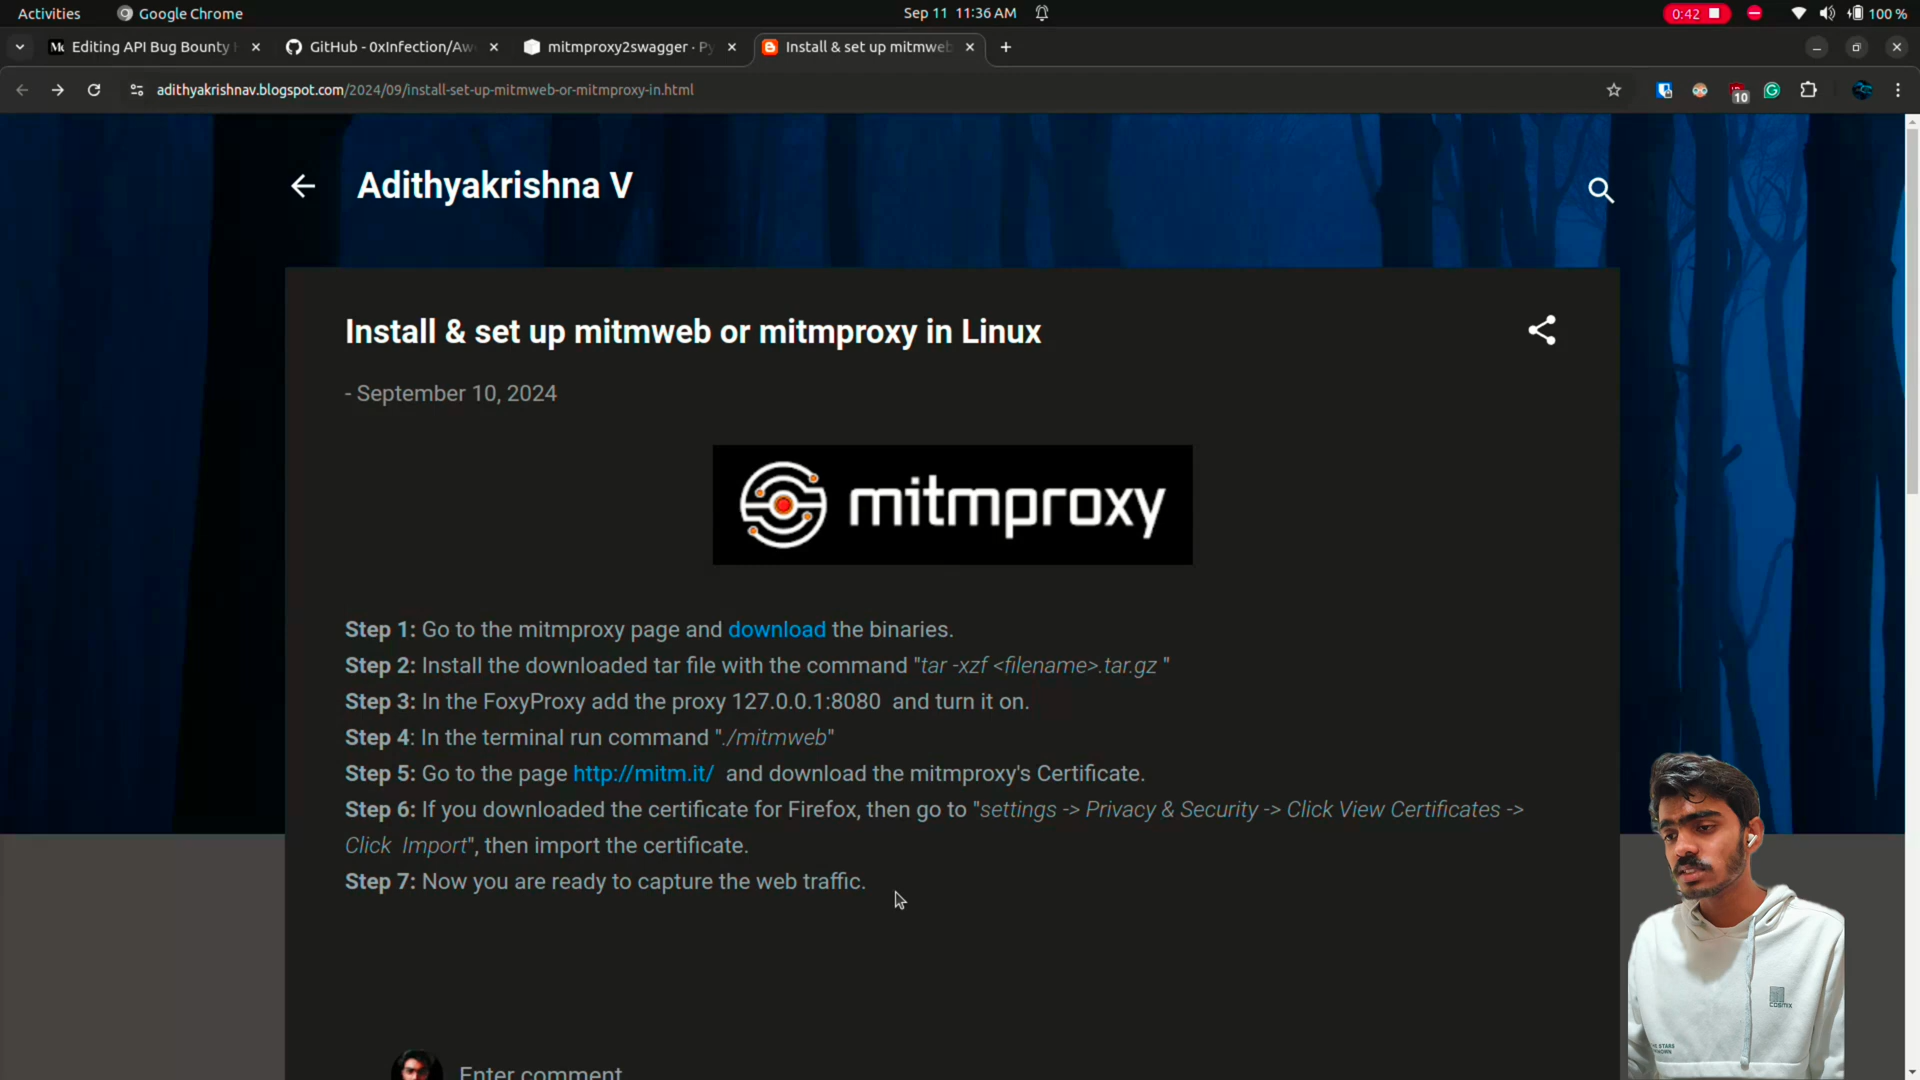 Activities Google Chrome Sep 11 11:36 AM 0:42 100 %
Editing API Bug Bounty GitHub - 0xInfection/Aw mitmproxy2swagger · Py Install & set up mitmweb
adithyakrishnav.blogspot.com/2024/09/install-set-up-mitmweb-or-mitmproxy-in.html 10
Adithyakrishna V
Install & set up mitmweb or mitmproxy in Linux
- September 10, 2024
mitmproxy
Step 1: Go to the mitmproxy page and download the binaries.
Step 2: Install the downloaded tar file with the command "tar -xzf <filename>.tar.gz "
Step 3: In the FoxyProxy add the proxy 127.0.0.1:8080 and turn it on.
Step 4: In the terminal run command "./mitmweb"
Step 5: Go to the page http://mitm.it/ and download the mitmproxy's Certificate.
Step 6: If you downloaded the certificate for Firefox, then go to "settings -> Privacy & Security -> Click View Certificates ->
Click Import", then import the certificate.
Step 7: Now you are ready to capture the web traffic.
Enter comment
COSMIX